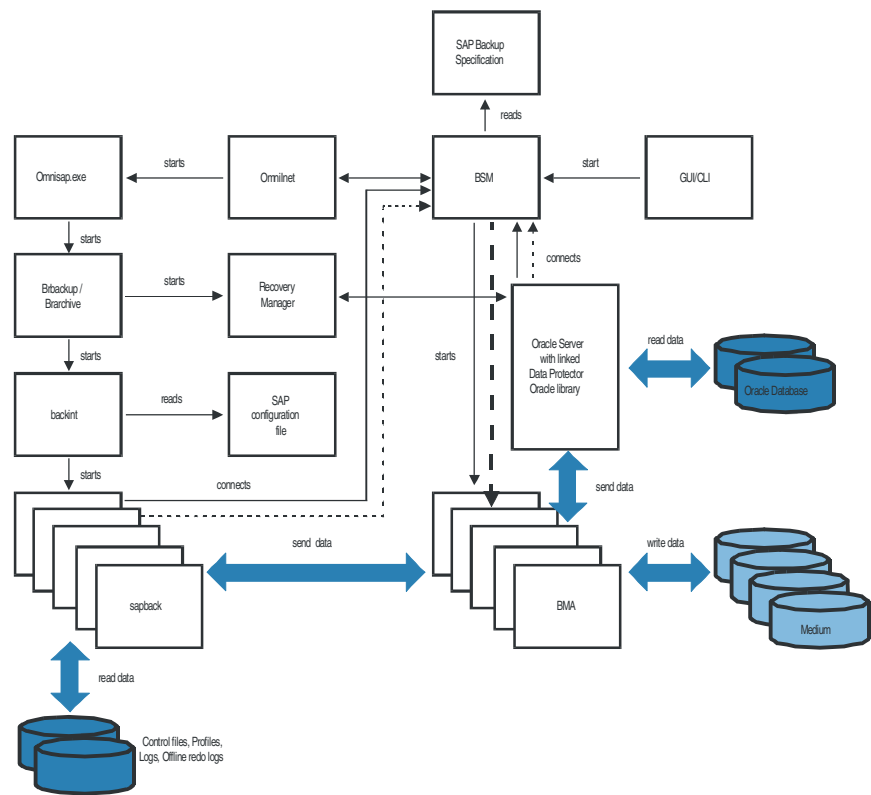 SAP Backup
Specification
reads
Omnisap.exe
starts
OmniInet
BSM
start
GUI/CLI
starts
connects
Brbackup /
Brarchive
starts
Recovery
Manager
starts
starts
Oracle Server
with linked
Data Protector
Oracle library
read data
Oracle Database
backint
reads
SAP
configuration
file
starts
connects
send data
send data
write data
sapback
BMA
Medium
read data
Control files, Profiles,
Logs, Offline redo logs